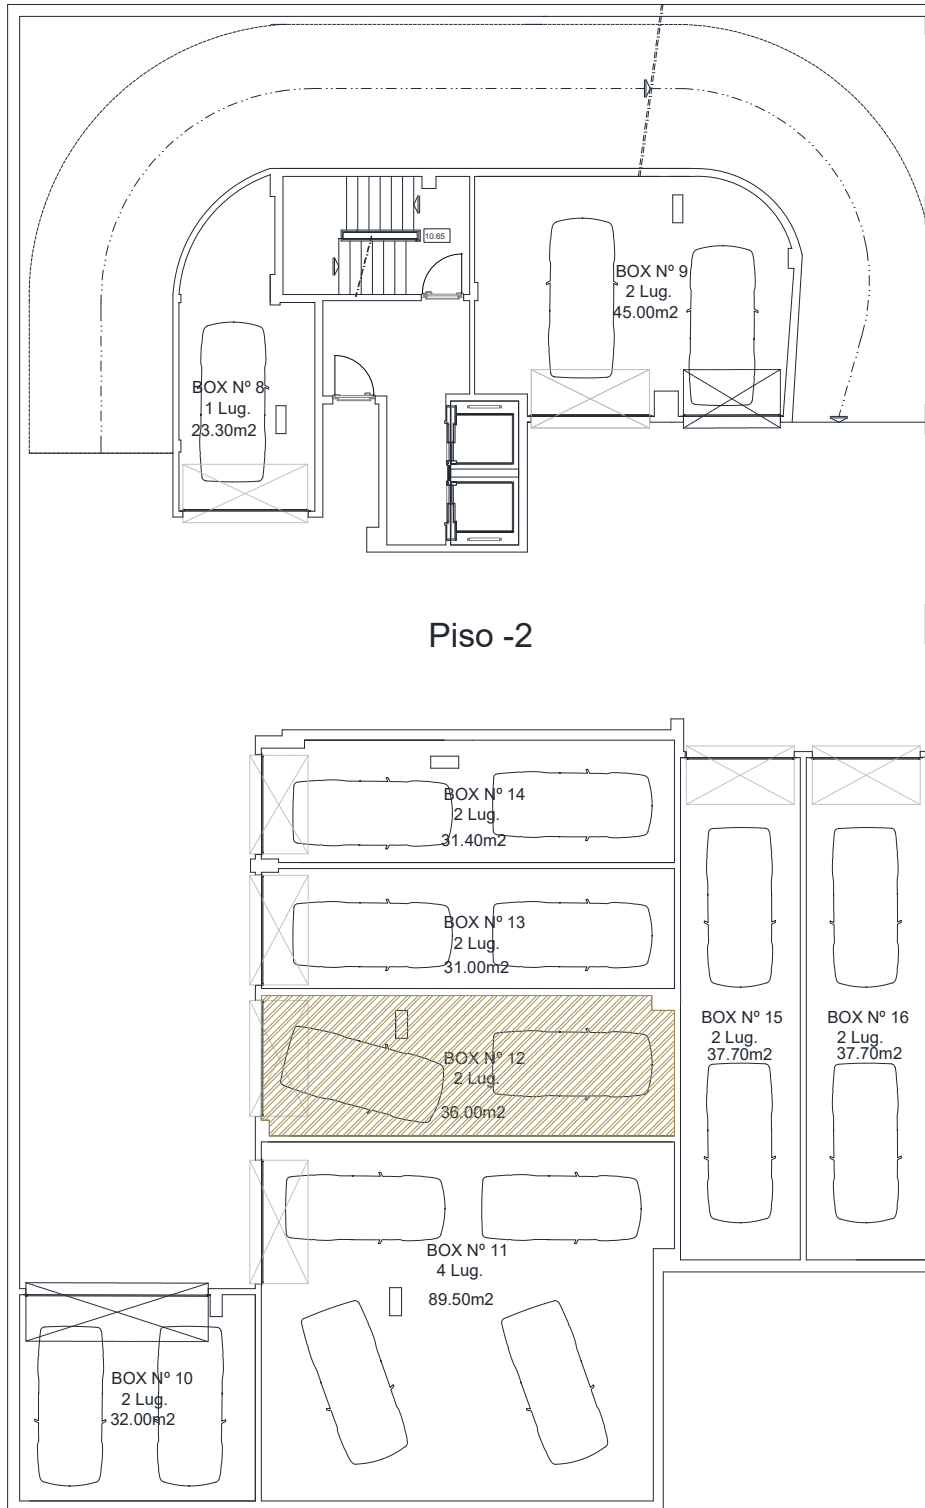 10.65
BOX Nº 9
2 Lug.
45.00m2
BOX Nº 8
1 Lug.
23.30m2
Piso -2
BOX Nº 14
2 Lug.
31.40m2
BOX Nº 13
2 Lug.
31.00m2
BOX Nº 12
2 Lug.
36.00m2
BOX Nº 15
2 Lug.
37.70m2
BOX Nº 16
2 Lug.
37.70m2
BOX Nº 11
4 Lug.
89.50m2
BOX Nº 10
2 Lug.
32.00m2